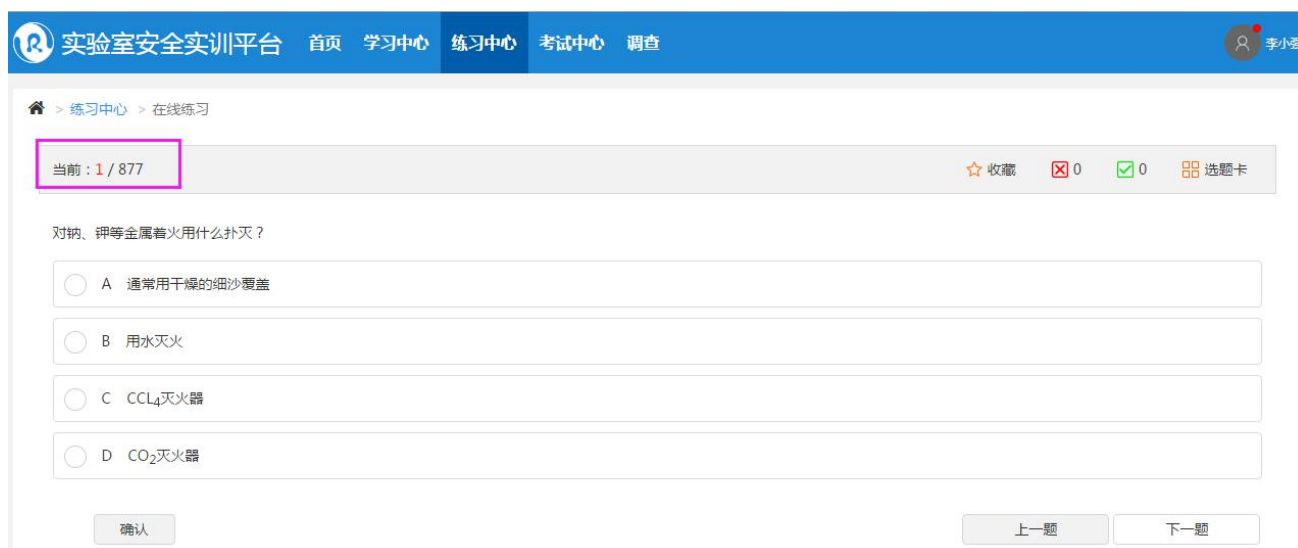 实验室安全实训平台 首页 学习中心 练习中心 考试中心 调查 李小
> 练习中心 > 在线练习
当前：1 / 877 收藏 0 0 选题卡
对钠、钾等金属着火用什么扑灭？
A 通常用干燥的细沙覆盖
B 用水灭火
C CCL₄灭火器
D CO₂灭火器
确认 上一题 下一题